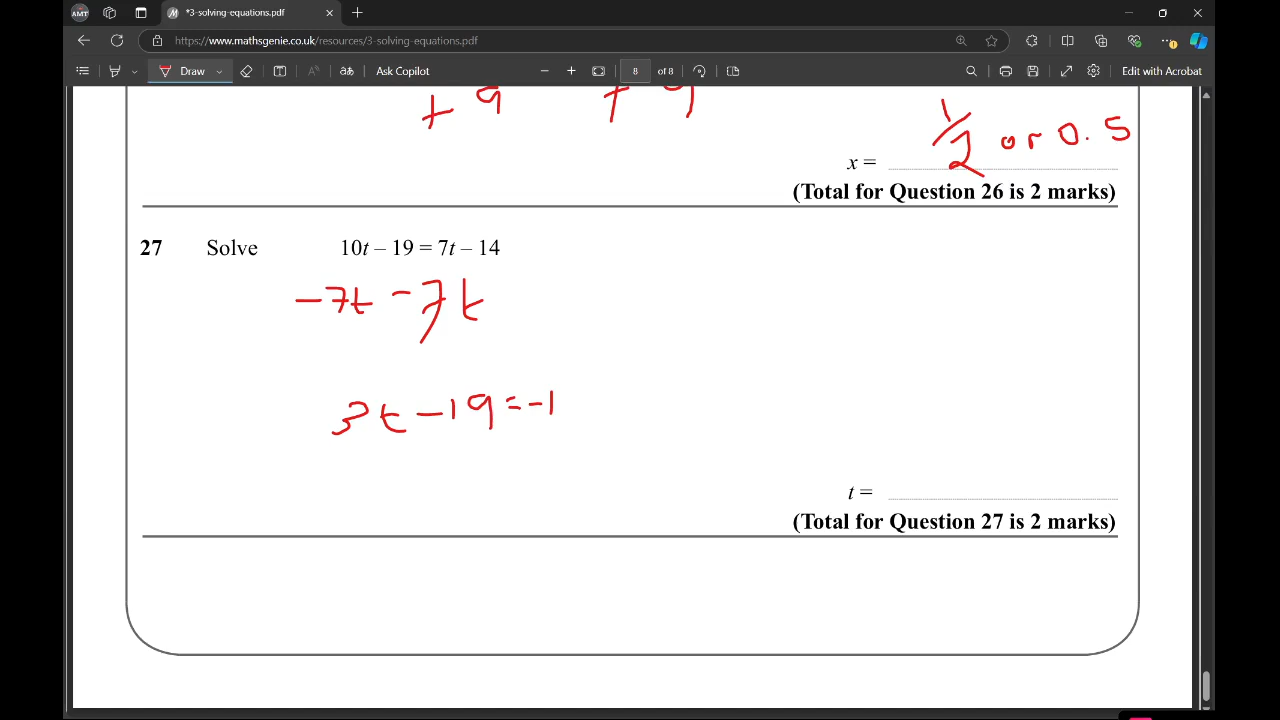 AMT
*3-solving-equations.pdf
https://www.mathsgenie.co.uk/resources/3-solving-equations.pdf
Draw
aあ
Ask Copilot
8 of 8
Edit with Acrobat
+ 9 + 9
1/2 or 0.5
x =
(Total for Question 26 is 2 marks)
27 Solve 10t – 19 = 7t – 14
-7t -7t
3t -19 = -1
t =
(Total for Question 27 is 2 marks)